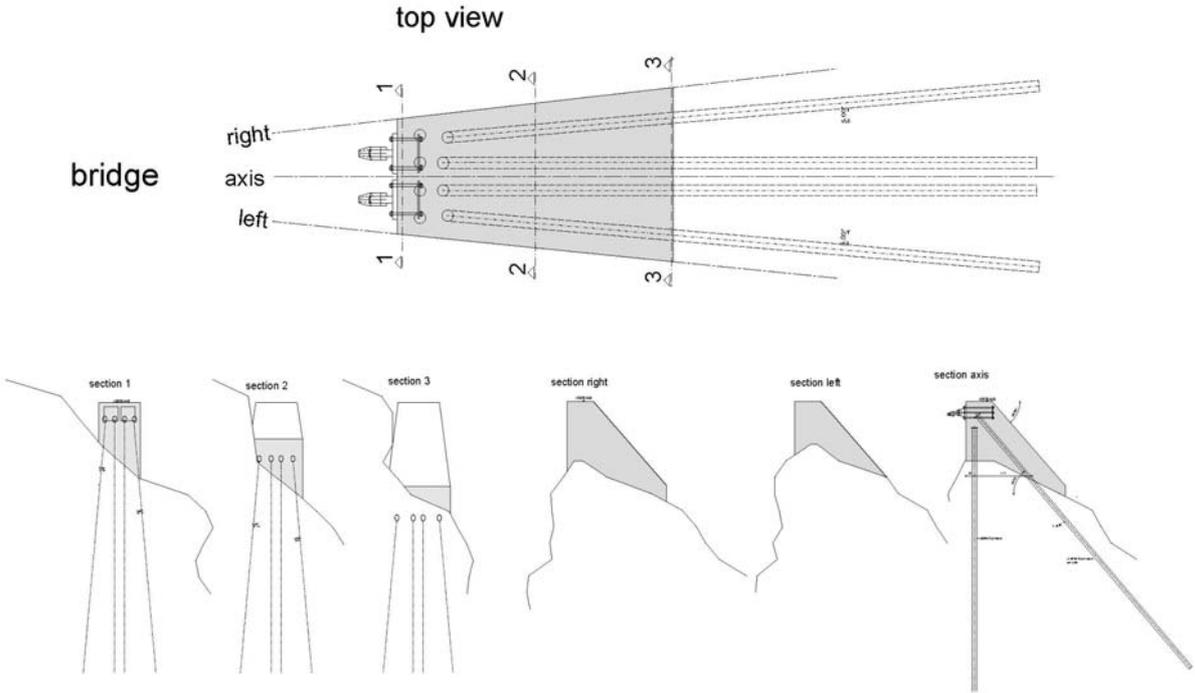 top view
1
2
3
right
bridge
axis
left
1
2
3
section 1
section 2
section 3
section right
section left
section axis